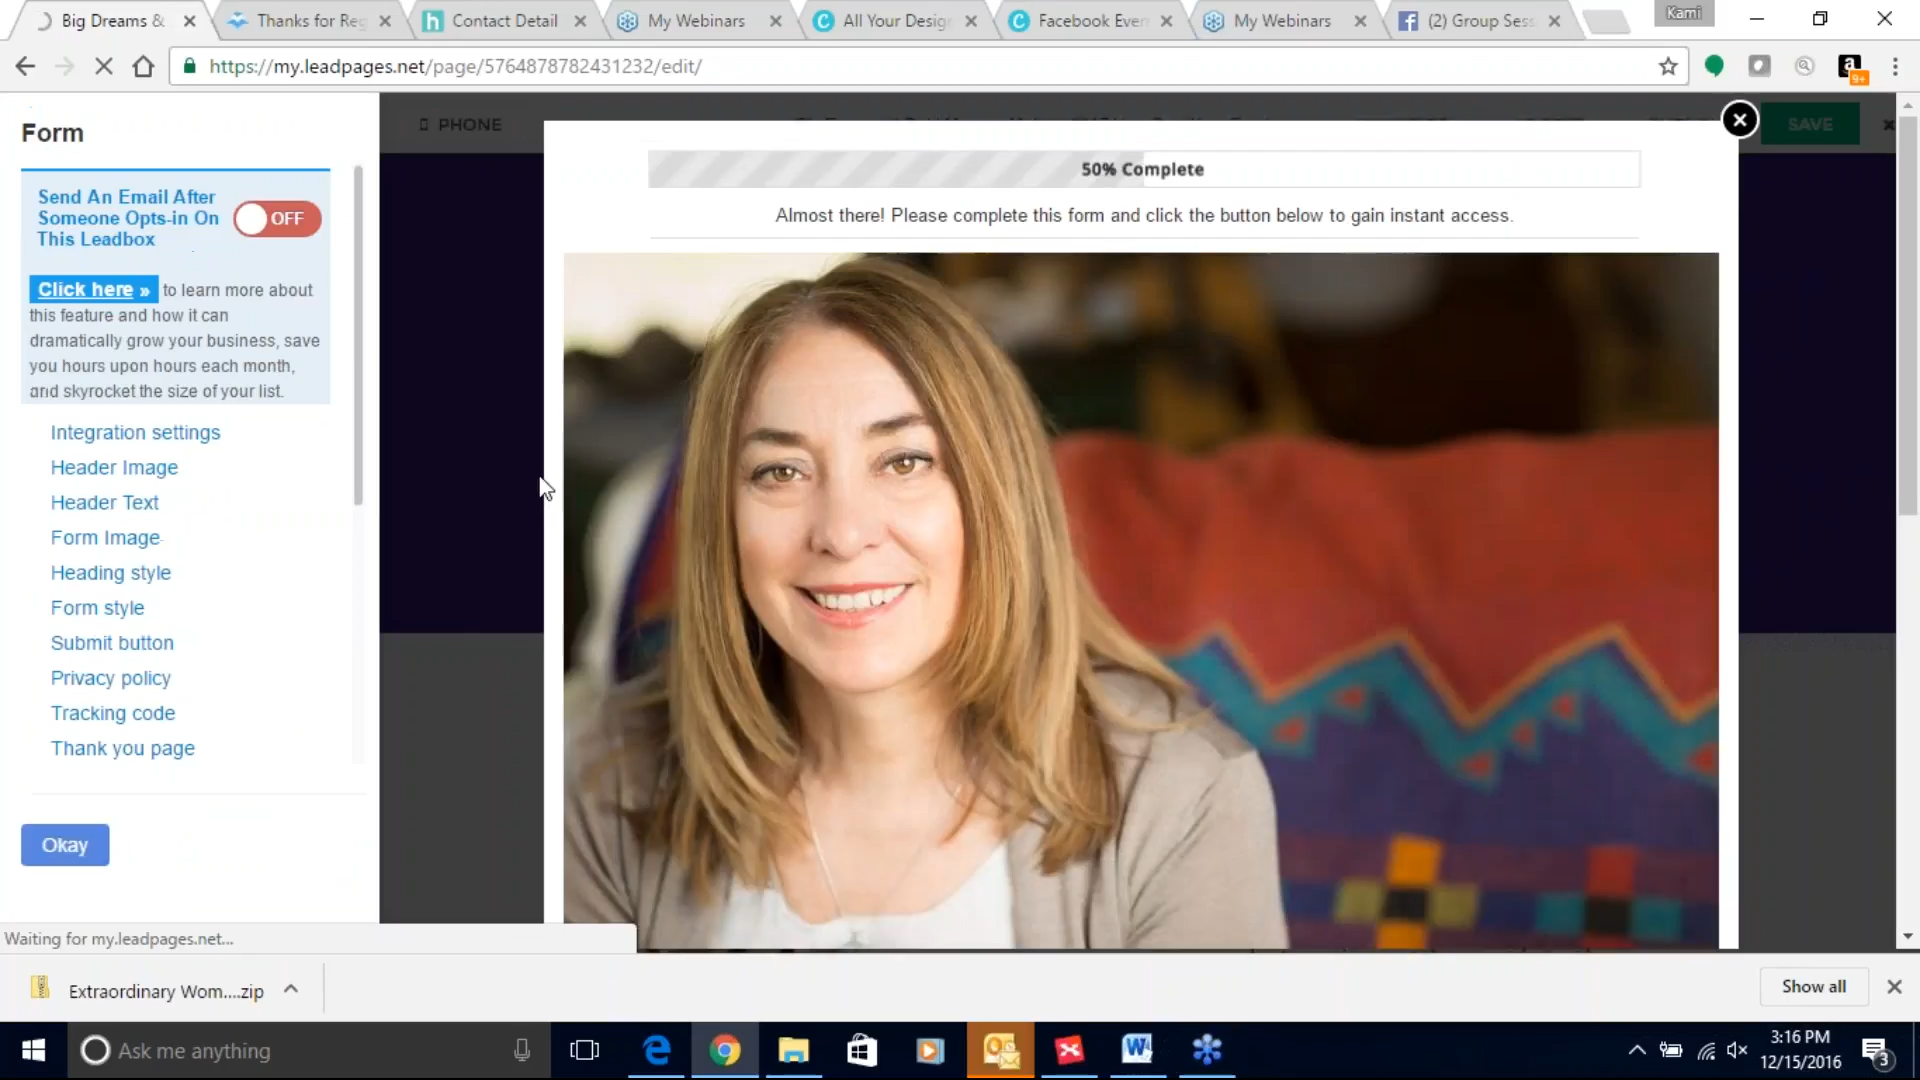 Big Dreams &
Thanks for Reg
Contact Detail
My Webinars
All Your Design
Facebook Even
My Webinars
(2) Group Sess
Kami
https://my.leadpages.net/page/5764878782431232/edit/
9+
Form
PHONE
SAVE
Send An Email After
Someone Opts-in On
This Leadbox
OFF
Click here » to learn more about
this feature and how it can
dramatically grow your business, save
you hours upon hours each month,
and skyrocket the size of your list.
50% Complete
Almost there! Please complete this form and click the button below to gain instant access.
Integration settings
Header Image
Header Text
Form Image
Heading style
Form style
Submit button
Privacy policy
Tracking code
Thank you page
Okay
Waiting for my.leadpages.net...
Extraordinary Wom....zip
Show all
Ask me anything
3:16 PM
12/15/2016
3